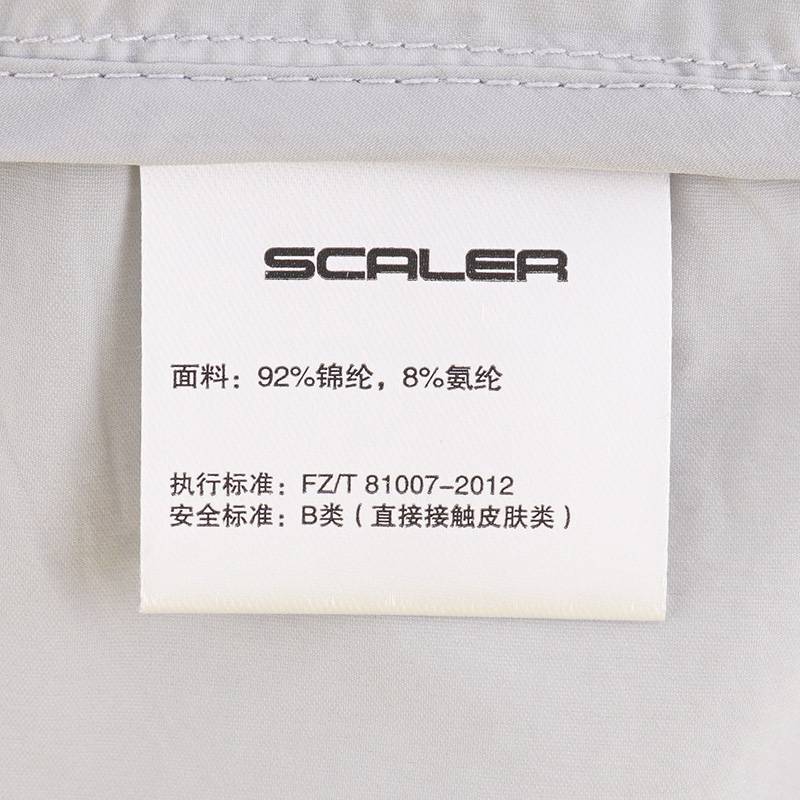 SCALER
面料：92%锦纶，8%氨纶
执行标准：FZ/T 81007-2012
安全标准：B类（直接接触皮肤类）